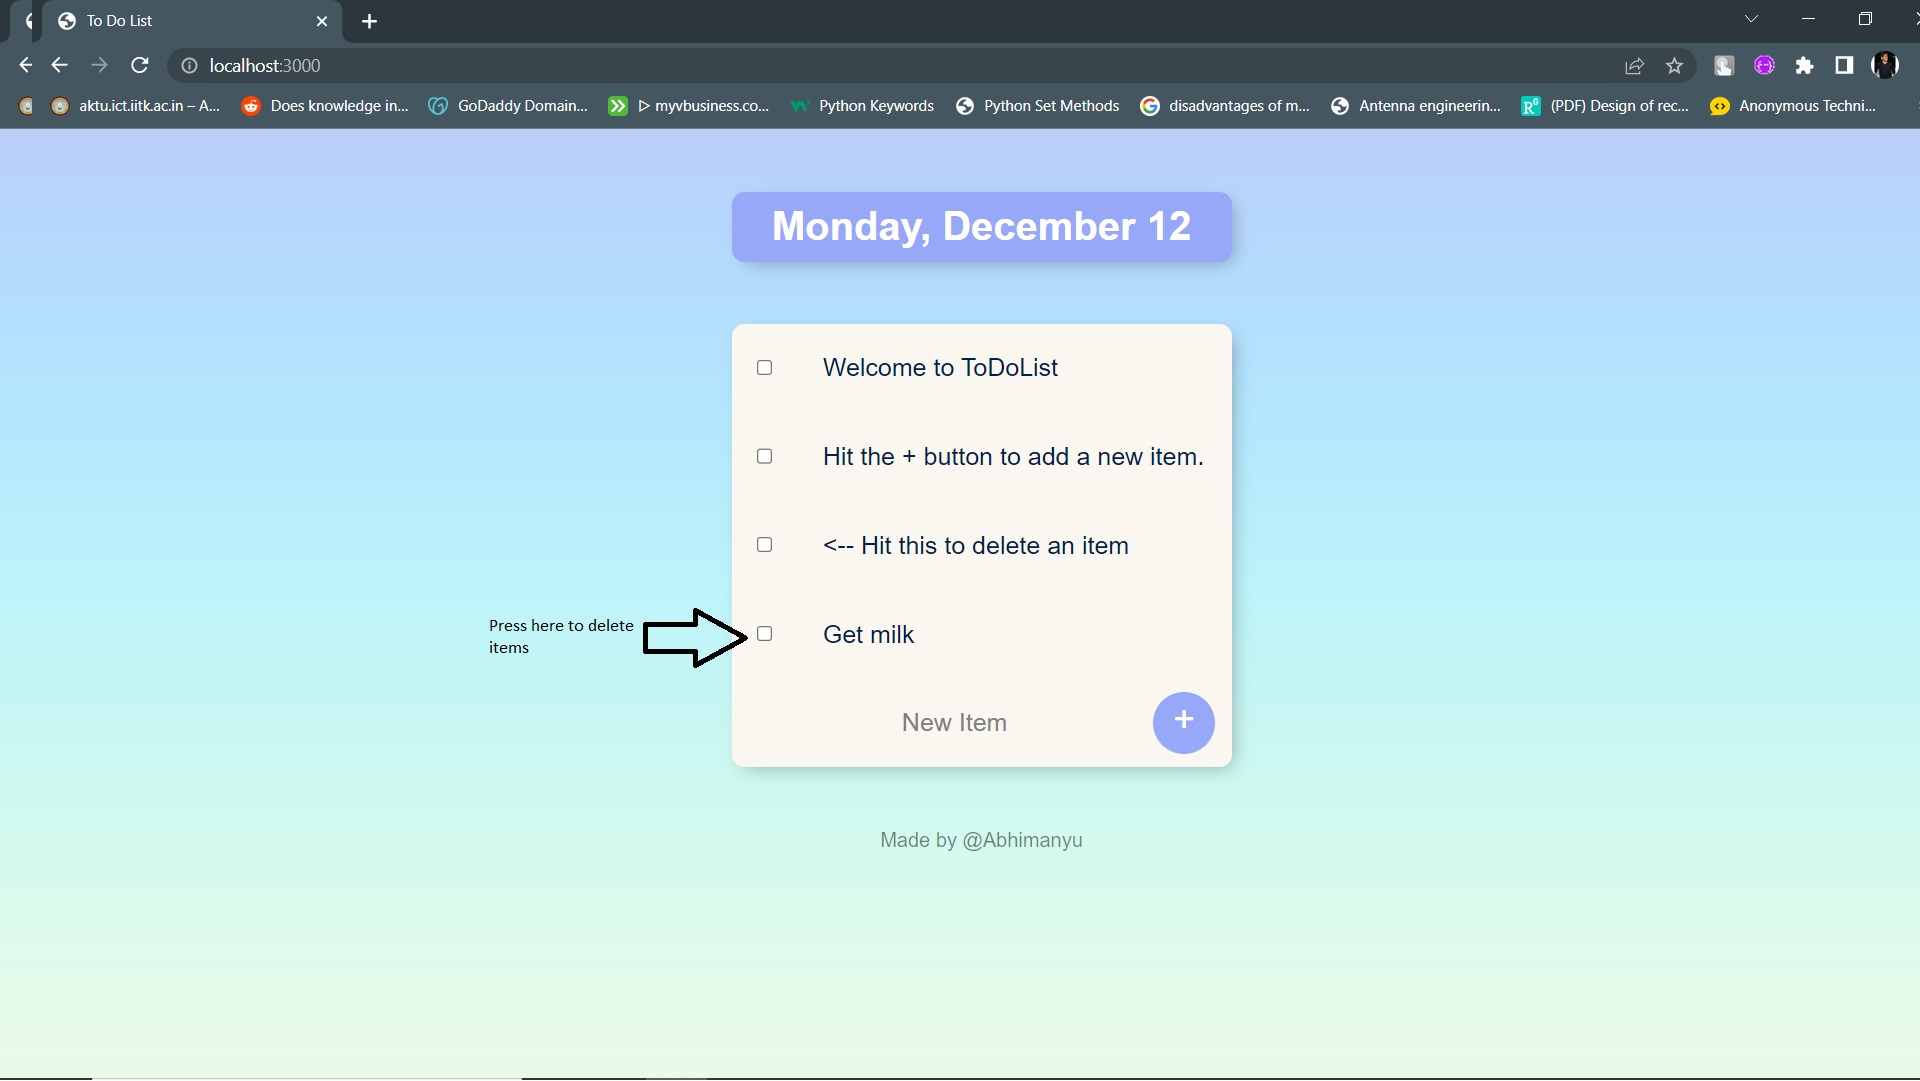 To Do List
localhost:3000
aktu.ict.iitk.ac.in – A...
Does knowledge in...
GoDaddy Domain...
▷ myvbusiness.co...
Python Keywords
Python Set Methods
disadvantages of m...
Antenna engineerin...
(PDF) Design of rec...
Anonymous Techni...
Monday, December 12
Welcome to ToDoList
Hit the + button to add a new item.
<-- Hit this to delete an item
Press here to delete
items
Get milk
New Item
+
Made by @Abhimanyu